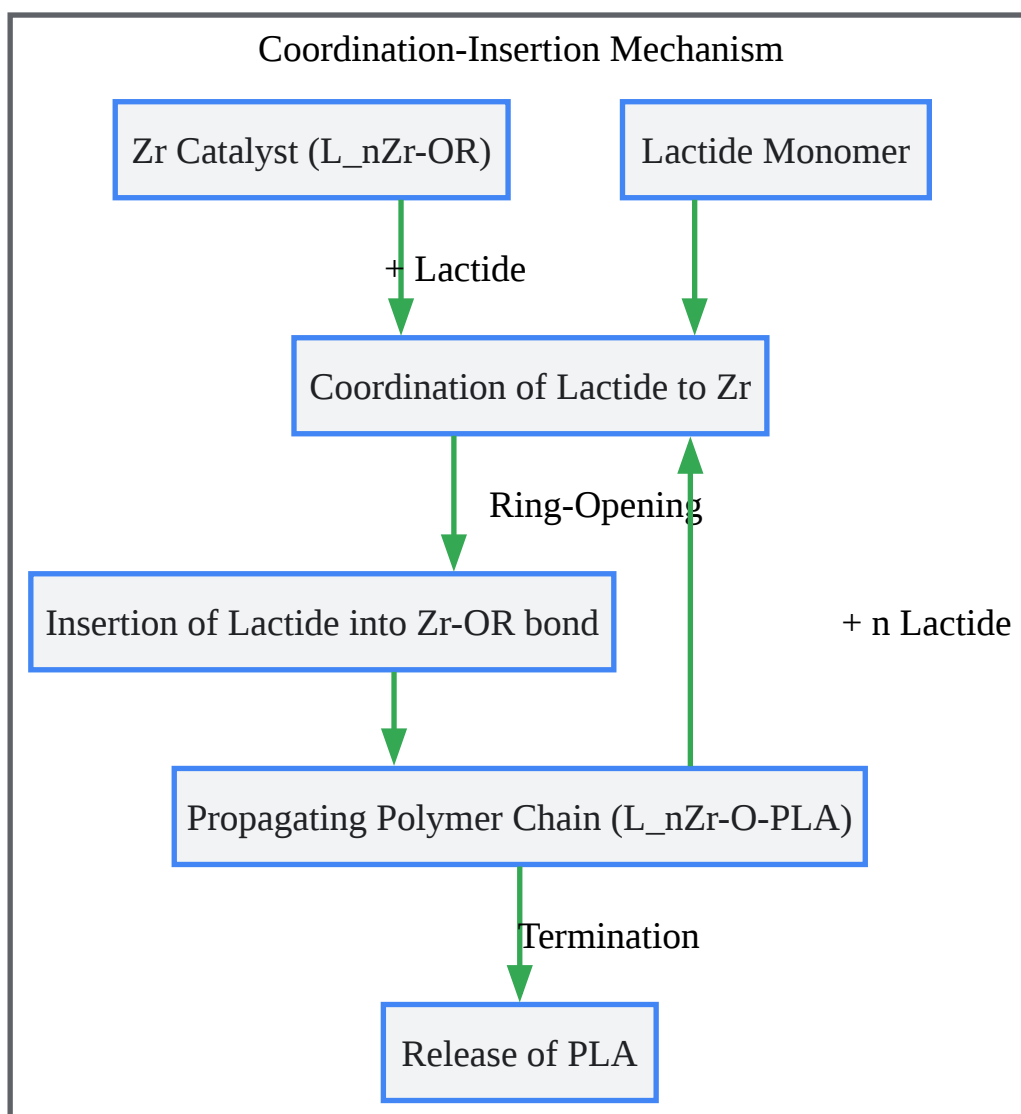 Coordination-Insertion Mechanism
Zr Catalyst (L_nZr-OR)
Lactide Monomer
+ Lactide
Coordination of Lactide to Zr
Ring-Opening
Insertion of Lactide into Zr-OR bond
+ n Lactide
Propagating Polymer Chain (L_nZr-O-PLA)
Termination
Release of PLA